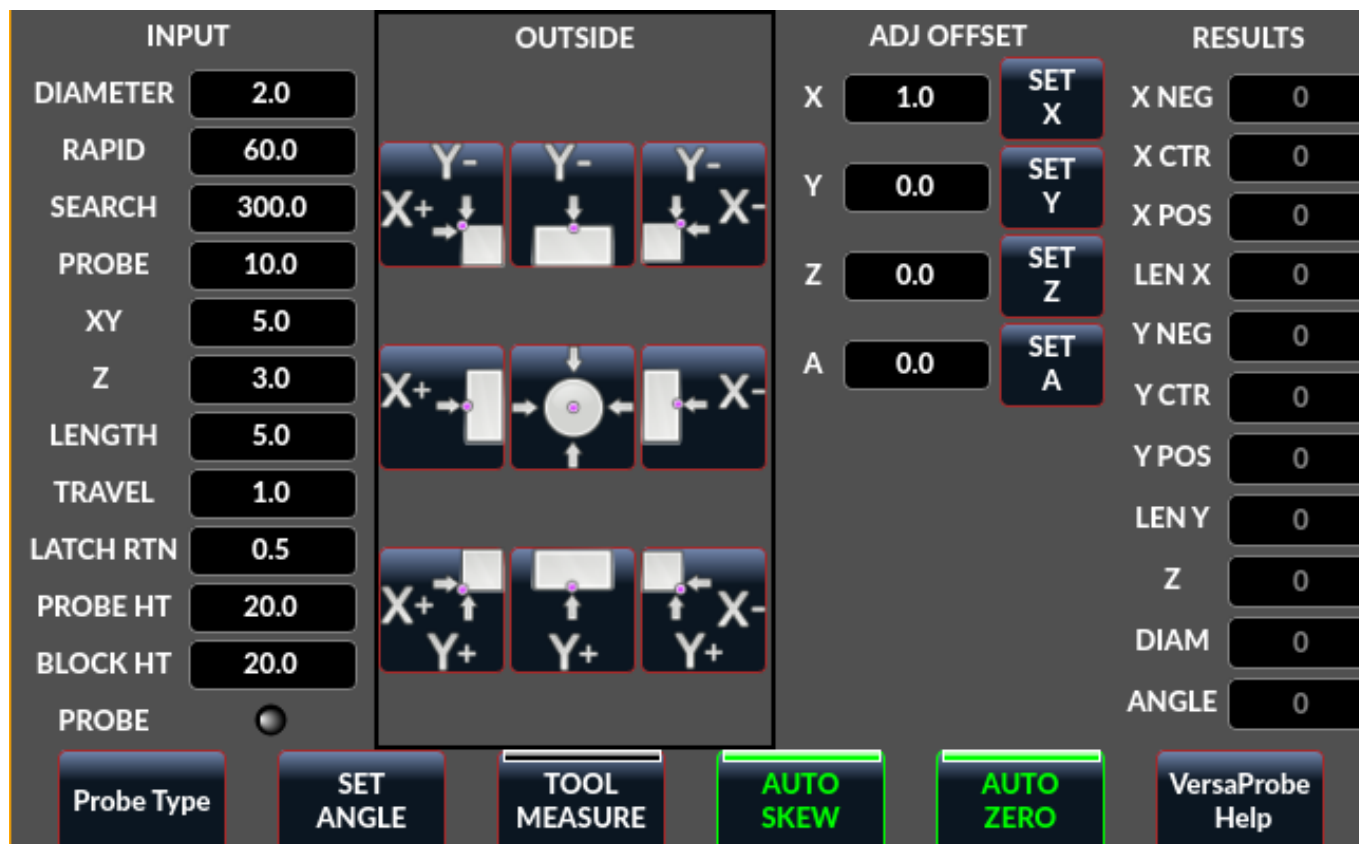 INPUT
DIAMETER 2.0
RAPID 60.0
SEARCH 300.0
PROBE 10.0
XY 5.0
Z 3.0
LENGTH 5.0
TRAVEL 1.0
LATCH RTN 0.5
PROBE HT 20.0
BLOCK HT 20.0
PROBE
OUTSIDE
Y- Y- Y-
X+ X-
X+ X-
X+ X-
Y+ Y+ Y+
ADJ OFFSET
X 1.0 SET
X
Y 0.0 SET
Y
Z 0.0 SET
Z
A 0.0 SET
A
RESULTS
X NEG 0
X CTR 0
X POS 0
LEN X 0
Y NEG 0
Y CTR 0
Y POS 0
LEN Y 0
Z 0
DIAM 0
ANGLE 0
Probe Type
SET
ANGLE
TOOL
MEASURE
AUTO
SKEW
AUTO
ZERO
VersaProbe
Help